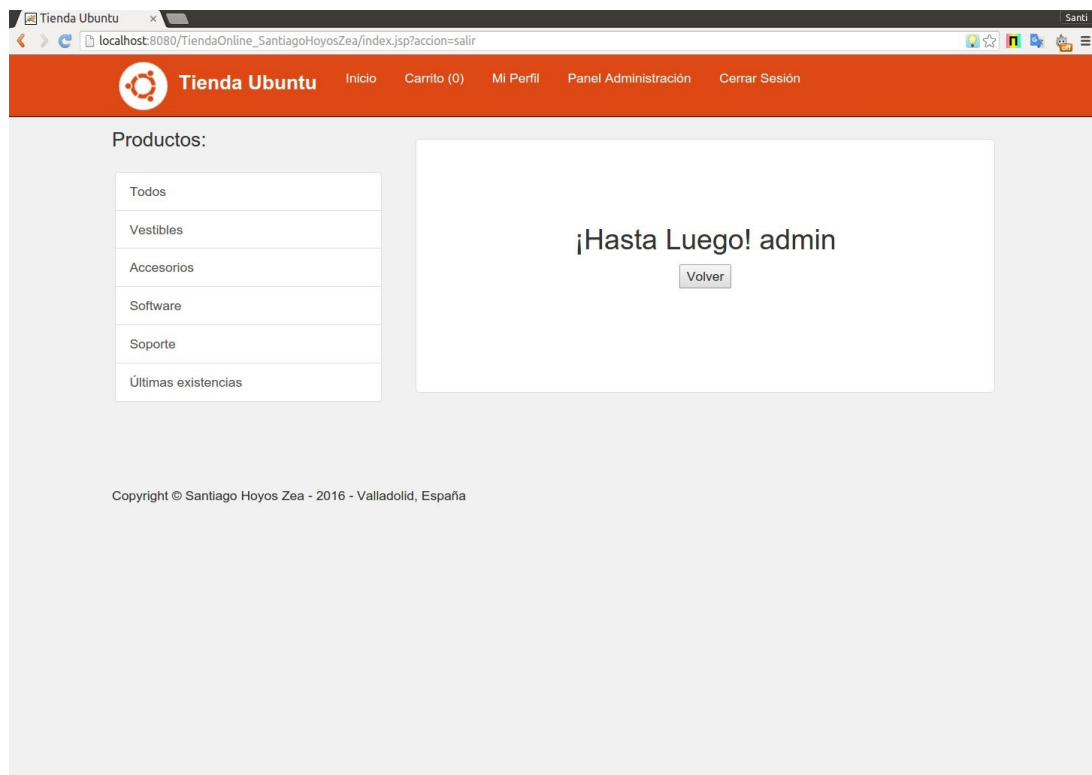 Tienda Ubuntu
Santi
localhost:8080/TiendaOnline_SantiagoHoyosZea/index.jsp?accion=salir
Tienda Ubuntu Inicio Carrito (0) Mi Perfil Panel Administración Cerrar Sesión
Productos:
Todos
Vestibles
Accesorios
Software
Soporte
Últimas existencias
¡Hasta Luego! admin
Volver
Copyright © Santiago Hoyos Zea - 2016 - Valladolid, España